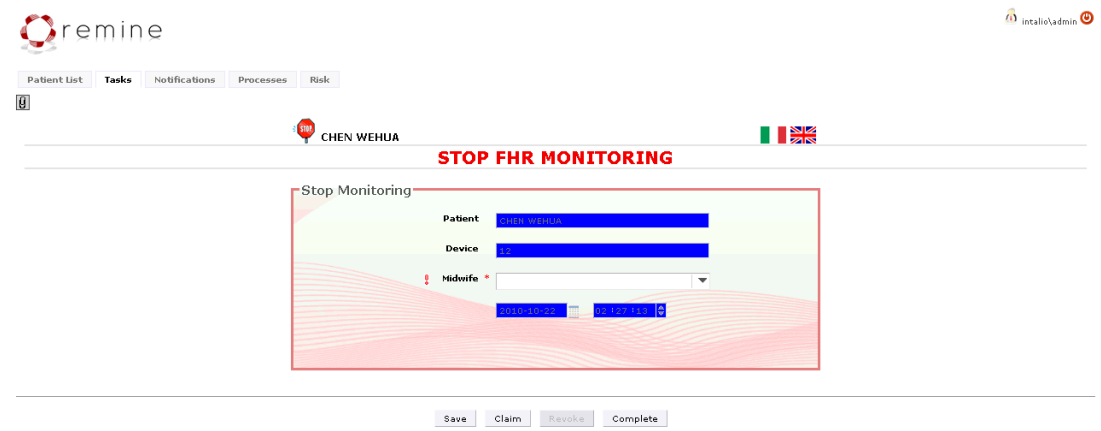 remine
intalio\admin
Patient List Tasks Notifications Processes Risk
STOP CHEN WEHUA
STOP FHR MONITORING
Stop Monitoring
Patient CHEN WEHUA
Device 12
Midwife *
2010-10-22 02:27:13
Save Claim Revoke Complete